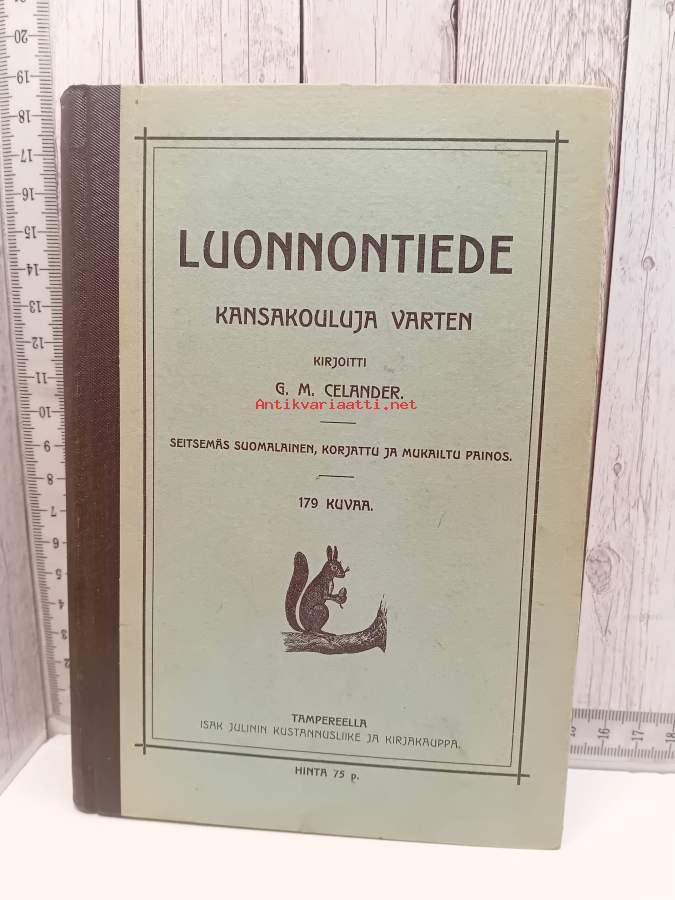 LUONNONTIEDE
KANSAKOULUJA VARTEN
KIRJOITTI
G. M. CELANDER.
Antikvariaatti.net
SEITSEMÄS SUOMALAINEN, KORJATTU JA MUKAILTU PAINOS.
179 KUVAA.
TAMPEREELLA
ISAK JULININ KUSTANNUSLIIKE JA KIRJAKAUPPA.
HINTA 75 p.